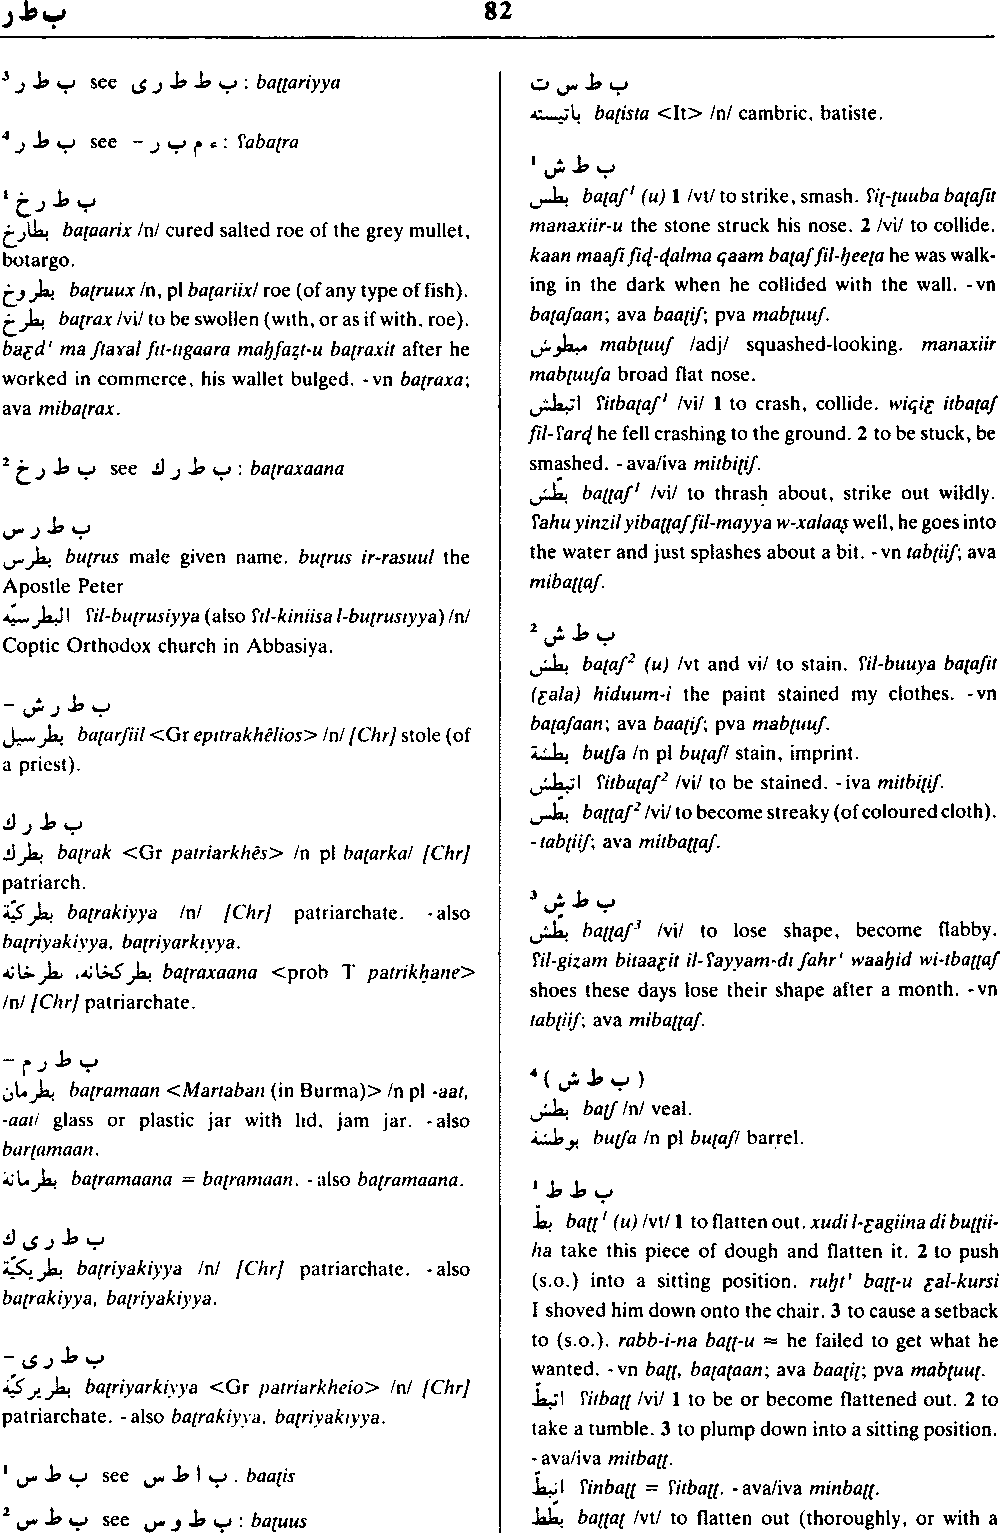 ب ط ر
82
ب ط ر ³ see ب ط ط ر ى : baṭṭariyya
ب ط ر ⁴ see ء م ب ر – : ʕabaṭra
ب ط ر خ ¹
بطارخ baṭaarix /n/ cured salted roe of the grey mullet,
botargo.
بطروخ baṭruux /n, pl baṭariix/ roe (of any type of fish).
بطرخ baṭrax /vi/ to be swollen (with, or as if with, roe).
baɛd' ma ʃtaɣal fit-tigaara maḥfaẓt-u baṭraxit after he
worked in commerce, his wallet bulged. -vn baṭraxa;
ava mibaṭrax.
ب ط ر خ ² see ب ط ر ك : baṭraxaana
ب ط ر س
بطرس buṭrus male given name. buṭrus ir-rasuul the
Apostle Peter
البطرسيّة ʕil-buṭrusiyya (also ʕil-kiniisa l-buṭrusiyya) /n/
Coptic Orthodox church in Abbasiya.
ب ط ر ش –
بطرسيل baṭarʃiil <Gr epitrakhêlios> /n/ [Chr] stole (of
a priest).
ب ط ر ك
بطرك baṭrak <Gr patriarkhês> /n pl baṭarka/ [Chr]
patriarch.
بطركيّة baṭrakiyya /n/ [Chr] patriarchate. -also
baṭriyakiyya, baṭriyarkiyya.
بطركخانه، بطرخانه baṭraxaana <prob T patrikḥane>
/n/ [Chr] patriarchate.
ب ط ر م –
بطرمان baṭramaan <Martaban (in Burma)> /n pl -aat,
-aat/ glass or plastic jar with lid, jam jar. -also
barṭamaan.
بطرمانة baṭramaana = baṭramaan. -also baṭramaana.
ب ط ر ى ك
بطريكيّة baṭriyakiyya /n/ [Chr] patriarchate. -also
baṭrakiyya, baṭriyakiyya.
ب ط ر ى –
بطريركيّة baṭriyarkiyya <Gr patriarkheio> /n/ [Chr]
patriarchate. -also baṭrakiyya, baṭriyakiyya.
ب ط س ¹ see ب ا ط س . baaṭis
ب ط س ² see ب ط و س : baṭuus
ب ط س ت
باتيسته baṭista <It> /n/ cambric, batiste.
ب ط ش ¹
بطش baṭaʃ¹ (u) 1 /vt/ to strike, smash. ʕiṭ-ṭuuba baṭaʃit
manaxiir-u the stone struck his nose. 2 /vi/ to collide.
kaan maaʃi fiḍ-ḍalma qaam baṭaʃ fil-ḥeeṭa he was walk-
ing in the dark when he collided with the wall. -vn
baṭaʃaan; ava baaṭiʃ; pva mabṭuuʃ.
مبطوش mabṭuuʃ /adj/ squashed-looking. manaxiir
mabṭuuʃa broad flat nose.
اتبطش ʕitbaṭaʃ¹ /vi/ 1 to crash, collide. wiqiɛ itbaṭaʃ
fil-ʕarḍ he fell crashing to the ground. 2 to be stuck, be
smashed. -ava/iva mitbiṭiʃ.
بطّش baṭṭaʃ¹ /vi/ to thrash about, strike out wildly.
ʕahu yinzil yibaṭṭaʃ fil-mayya w-xalaaṣ well, he goes into
the water and just splashes about a bit. -vn tabṭiiʃ; ava
mibaṭṭaʃ.
ب ط ش ²
بطش baṭaʃ² (u) /vt and vi/ to stain. ʕil-buuya baṭaʃit
(ɛala) hiduum-i the paint stained my clothes. -vn
baṭaʃaan; ava baaṭiʃ; pva mabṭuuʃ.
بطشة buṭʃa /n pl buṭaʃ/ stain, imprint.
اتبطش ʕitbaṭaʃ² /vi/ to be stained. -iva mitbiṭiʃ.
بطّش baṭṭaʃ² /vi/ to become streaky (of coloured cloth).
-tabṭiiʃ; ava mitbaṭṭaʃ.
ب ط ش ³
بطّش baṭṭaʃ³ /vi/ to lose shape, become flabby.
ʕil-gizam bitaaɛit il-ʕayyam-di ʃahr' waaḥid wi-tbaṭṭaʃ
shoes these days lose their shape after a month. -vn
tabṭiiʃ; ava mibaṭṭaʃ.
( ب ط ش ) ⁴
بطش baṭʃ /n/ veal.
بوطشة buṭʃa /n pl buṭaʃ/ barrel.
ب ط ط ¹
بطّ baṭṭ¹ (u) /vt/ 1 to flatten out. xudi l-ɛagiina di buṭṭii-
ha take this piece of dough and flatten it. 2 to push
(s.o.) into a sitting position. ruḥt' baṭṭ-u ɛal-kursi
I shoved him down onto the chair. 3 to cause a setback
to (s.o.). rabb-i-na baṭṭ-u ≈ he failed to get what he
wanted. -vn baṭṭ, baṭaṭaan; ava baaṭiṭ; pva mabṭuuṭ.
اتبطّ ʕitbaṭṭ /vi/ 1 to be or become flattened out. 2 to
take a tumble. 3 to plump down into a sitting position.
-ava/iva mitbaṭṭ.
انبطّ ʕinbaṭṭ = ʕitbaṭṭ. -ava/iva minbaṭṭ.
بطّط baṭṭaṭ /vt/ to flatten out (thoroughly, or with a